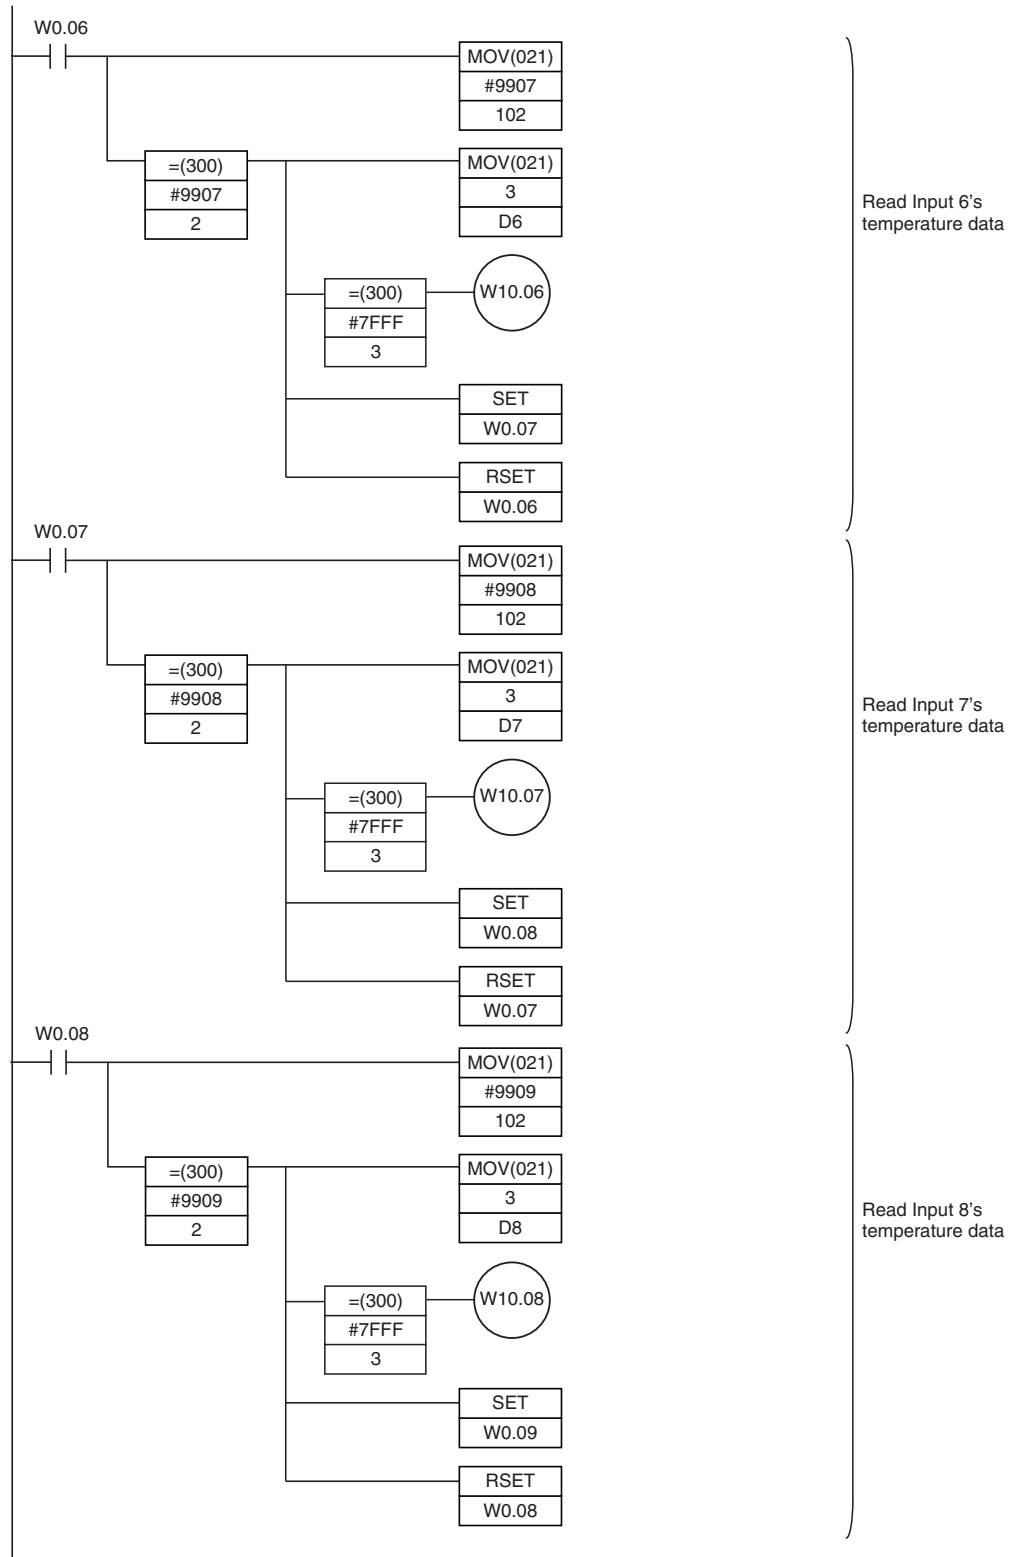 W0.06
MOV(021)
#9907
102
=(300)
#9907
2
MOV(021)
3
D6
Read Input 6’s
temperature data
=(300)
#7FFF
3
W10.06
SET
W0.07
RSET
W0.06
W0.07
MOV(021)
#9908
102
=(300)
#9908
2
MOV(021)
3
D7
Read Input 7’s
temperature data
=(300)
#7FFF
3
W10.07
SET
W0.08
RSET
W0.07
W0.08
MOV(021)
#9909
102
=(300)
#9909
2
MOV(021)
3
D8
Read Input 8’s
temperature data
=(300)
#7FFF
3
W10.08
SET
W0.09
RSET
W0.08